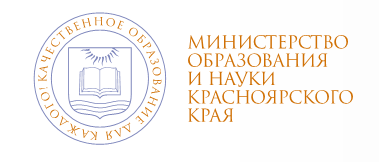 КАЧЕСТВЕННОЕ ОБРАЗОВАНИЕ ДЛЯ КАЖДОГО!
МИНИСТЕРСТВО
ОБРАЗОВАНИЯ
И НАУКИ
КРАСНОЯРСКОГО
КРАЯ